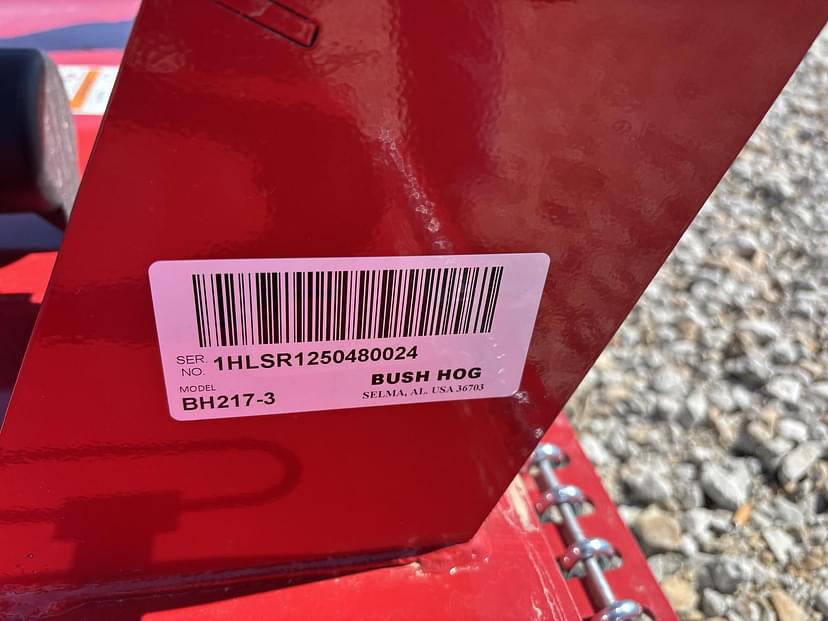 SER. NO. 1HLSR1250480024
MODEL
BH217-3
BUSH HOG
SELMA, AL. USA 36703